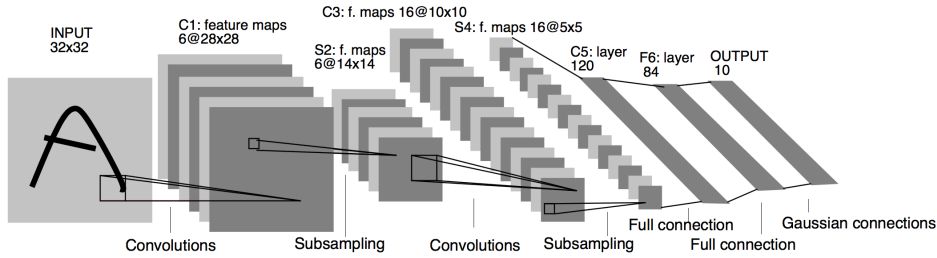 INPUT
32x32
C1: feature maps
6@28x28
S2: f. maps
6@14x14
C3: f. maps 16@10x10
S4: f. maps 16@5x5
C5: layer
120
F6: layer
84
OUTPUT
10
Convolutions
Subsampling
Convolutions
Subsampling
Full connection
Full connection
Gaussian connections